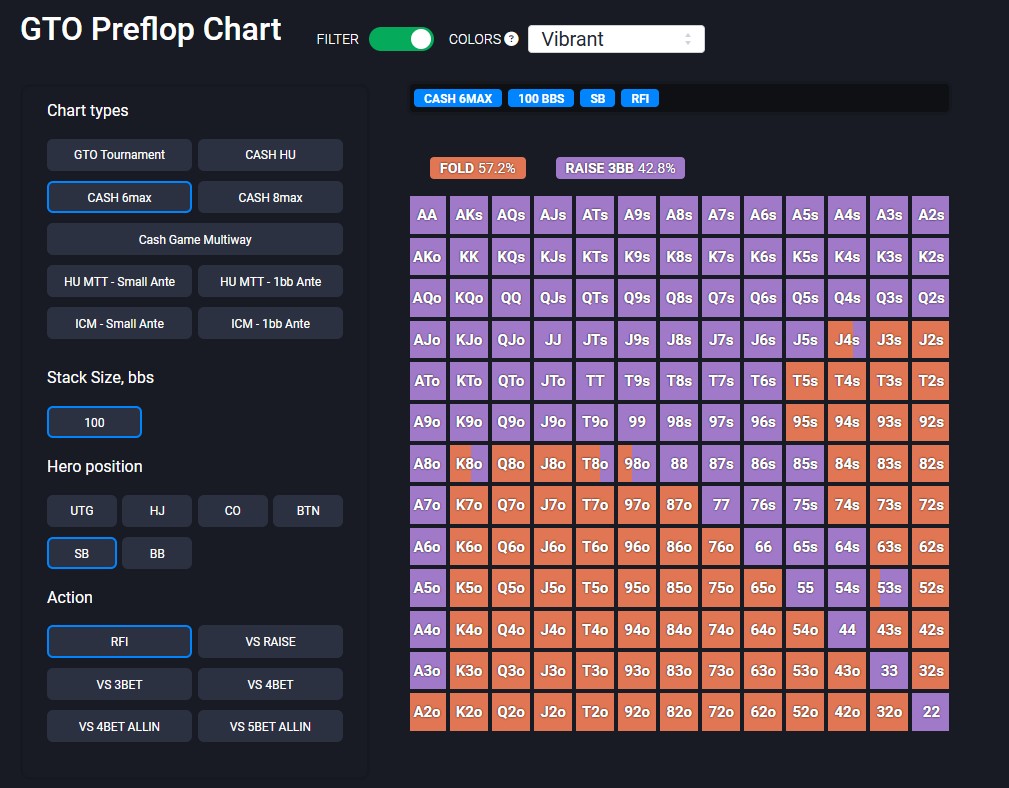 GTO Preflop Chart
FILTER COLORS ? Vibrant
Chart types
GTO Tournament CASH HU
CASH 6max CASH 8max
Cash Game Multiway
HU MTT - Small Ante HU MTT - 1bb Ante
ICM - Small Ante ICM - 1bb Ante
Stack Size, bbs
100
Hero position
UTG HJ CO BTN
SB BB
Action
RFI VS RAISE
VS 3BET VS 4BET
VS 4BET ALLIN VS 5BET ALLIN
CASH 6MAX 100 BBS SB RFI
FOLD 57.2% RAISE 3BB 42.8%
AA AKs AQs AJs ATs A9s A8s A7s A6s A5s A4s A3s A2s
AKo KK KQs KJs KTs K9s K8s K7s K6s K5s K4s K3s K2s
AQo KQo QQ QJs QTs Q9s Q8s Q7s Q6s Q5s Q4s Q3s Q2s
AJo KJo QJo JJ JTs J9s J8s J7s J6s J5s J4s J3s J2s
ATo KTo QTo JTo TT T9s T8s T7s T6s T5s T4s T3s T2s
A9o K9o Q9o J9o T9o 99 98s 97s 96s 95s 94s 93s 92s
A8o K8o Q8o J8o T8o 98o 88 87s 86s 85s 84s 83s 82s
A7o K7o Q7o J7o T7o 97o 87o 77 76s 75s 74s 73s 72s
A6o K6o Q6o J6o T6o 96o 86o 76o 66 65s 64s 63s 62s
A5o K5o Q5o J5o T5o 95o 85o 75o 65o 55 54s 53s 52s
A4o K4o Q4o J4o T4o 94o 84o 74o 64o 54o 44 43s 42s
A3o K3o Q3o J3o T3o 93o 83o 73o 63o 53o 43o 33 32s
A2o K2o Q2o J2o T2o 92o 82o 72o 62o 52o 42o 32o 22